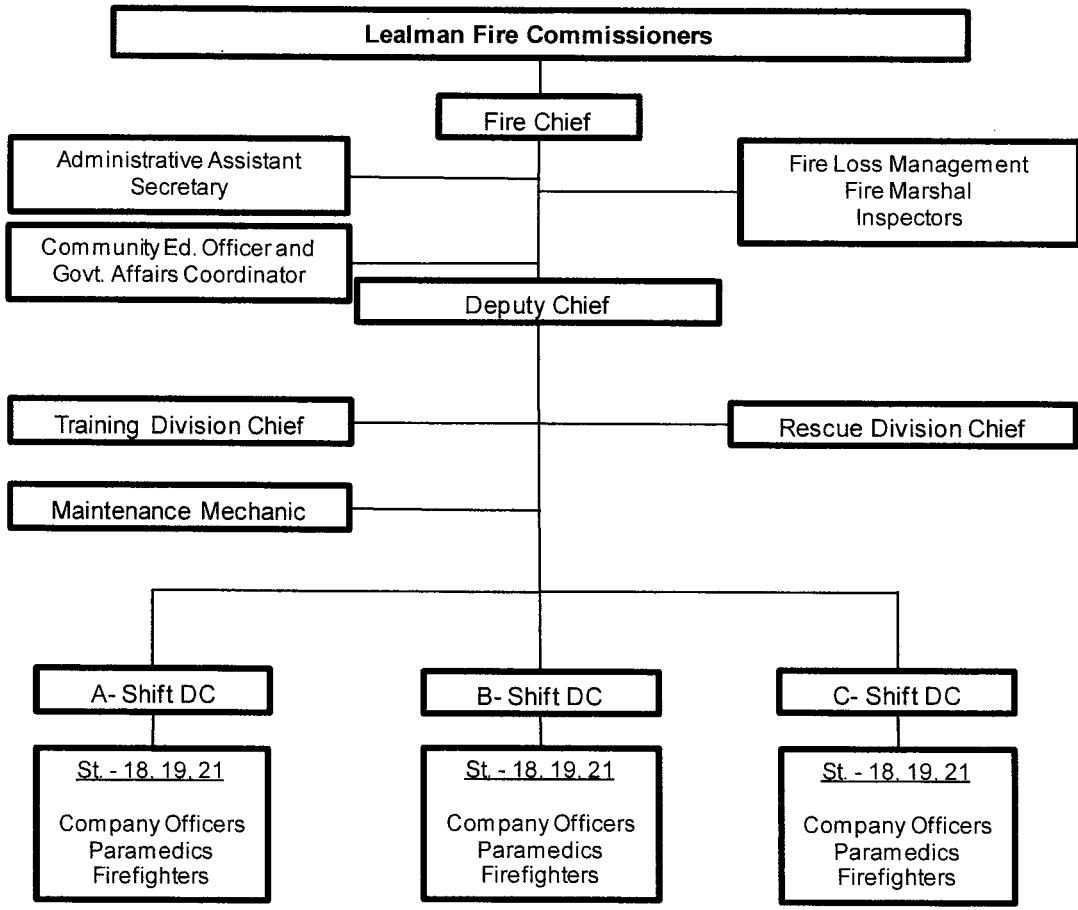 Lealman Fire Commissioners
Fire Chief
Administrative Assistant
Secretary
Fire Loss Management
Fire Marshal
Inspectors
Community Ed. Officer and
Govt. Affairs Coordinator
Deputy Chief
Training Division Chief
Rescue Division Chief
Maintenance Mechanic
A- Shift DC
B- Shift DC
C- Shift DC
St. - 18, 19, 21
Company Officers
Paramedics
Firefighters
St. - 18, 19, 21
Company Officers
Paramedics
Firefighters
St. - 18, 19, 21
Company Officers
Paramedics
Firefighters